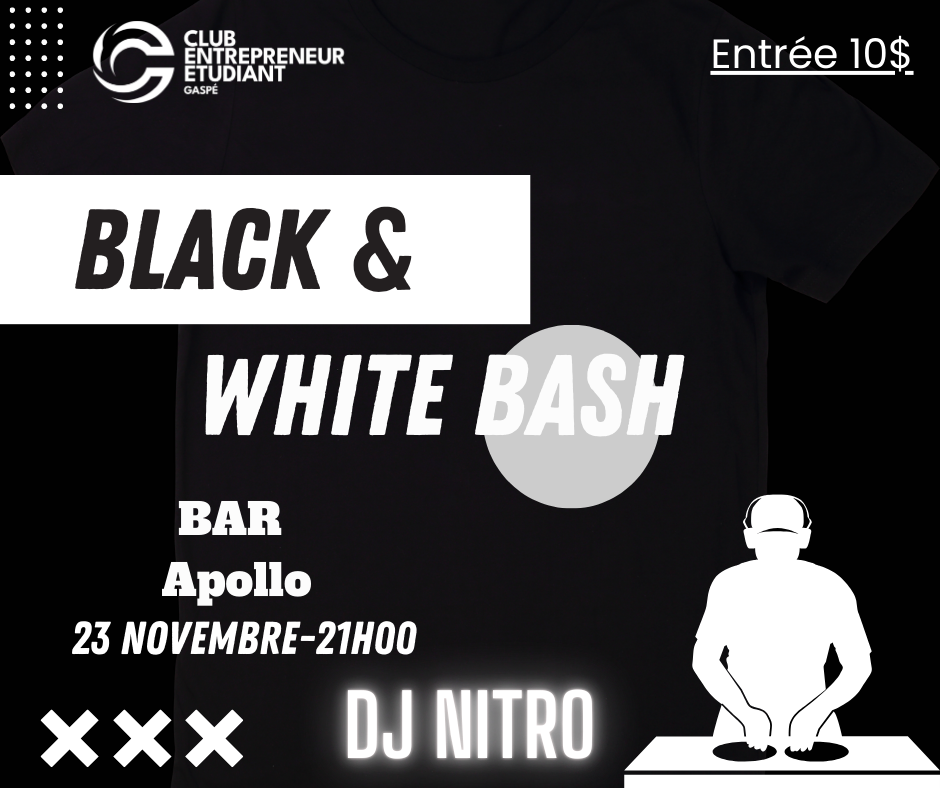 CLUB
ENTREPRENEUR
ETUDIANT
GASPÉ
Entrée 10$
BLACK &
WHITE BASH
BAR
Apollo
23 NOVEMBRE-21H00
DJ NITRO